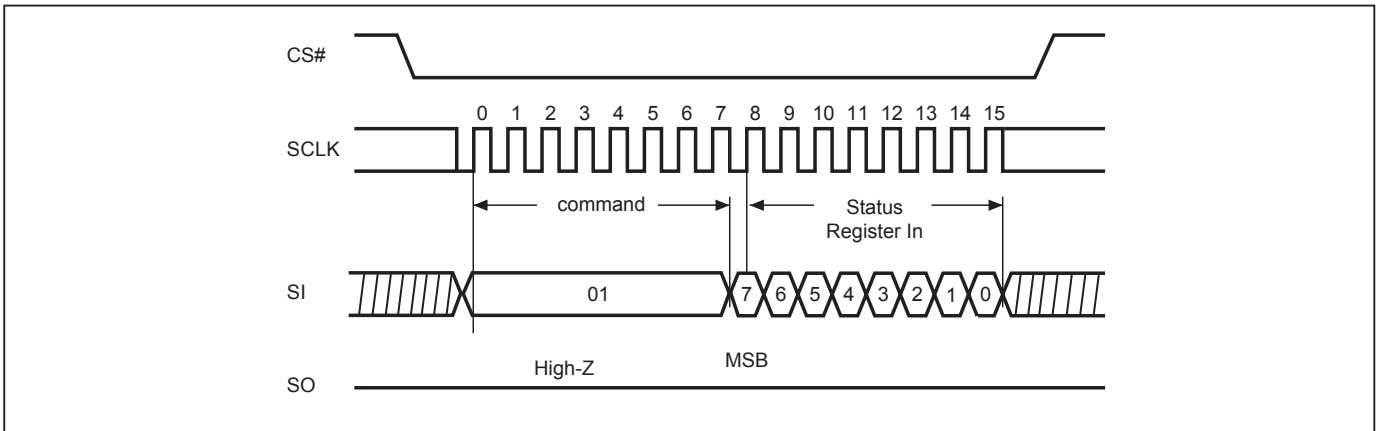 CS#
0 1 2 3 4 5 6 7 8 9 10 11 12 13 14 15
SCLK
command
Status
Register In
SI
01
7 6 5 4 3 2 1 0
High-Z
MSB
SO